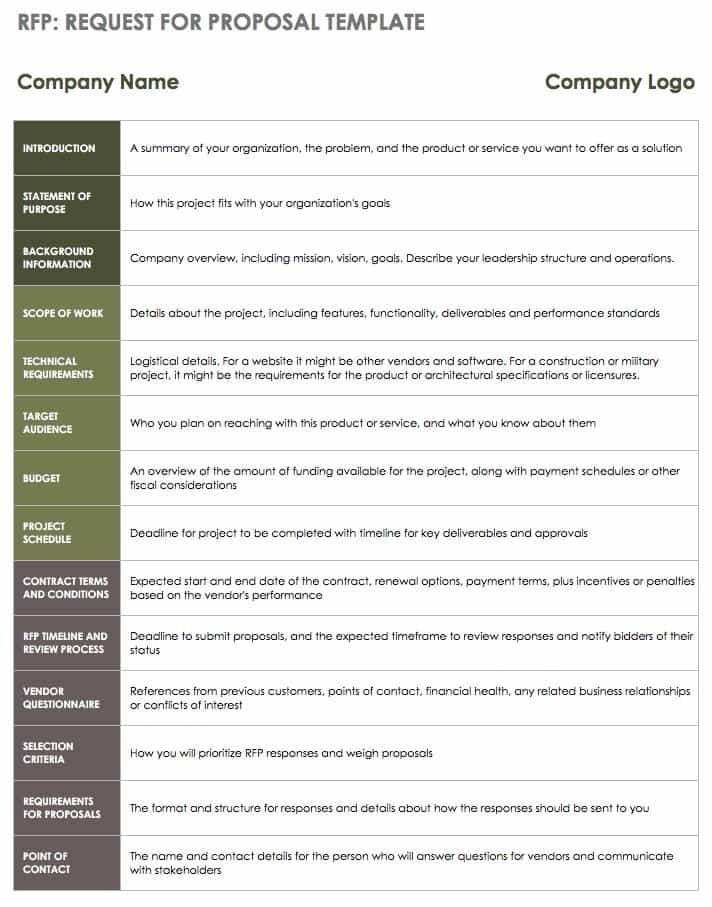 RFP: REQUEST FOR PROPOSAL TEMPLATE
Company Name
Company Logo
INTRODUCTION
A summary of your organization, the problem, and the product or service you want to offer as a solution
STATEMENT OF
PURPOSE
How this project fits with your organization's goals
BACKGROUND
INFORMATION
Company overview, including mission, vision, goals. Describe your leadership structure and operations.
SCOPE OF WORK
Details about the project, including features, functionality, deliverables and performance standards
TECHNICAL
REQUIREMENTS
Logistical details. For a website it might be other vendors and software. For a construction or military
project, it might be the requirements for the product or architectural specifications or licensures.
TARGET
AUDIENCE
Who you plan on reaching with this product or service, and what you know about them
BUDGET
An overview of the amount of funding available for the project, along with payment schedules or other
fiscal considerations
PROJECT
SCHEDULE
Deadline for project to be completed with timeline for key deliverables and approvals
CONTRACT TERMS
AND CONDITIONS
Expected start and end date of the contract, renewal options, payment terms, plus incentives or penalties
based on the vendor's performance
RFP TIMELINE AND
REVIEW PROCESS
Deadline to submit proposals, and the expected timeframe to review responses and notify bidders of their
status
VENDOR
QUESTIONNAIRE
References from previous customers, points of contact, financial health, any related business relationships
or conflicts of interest
SELECTION
CRITERIA
How you will prioritize RFP responses and weigh proposals
REQUIREMENTS
FOR PROPOSALS
The format and structure for responses and details about how the responses should be sent to you
POINT OF
CONTACT
The name and contact details for the person who will answer questions for vendors and communicate
with stakeholders